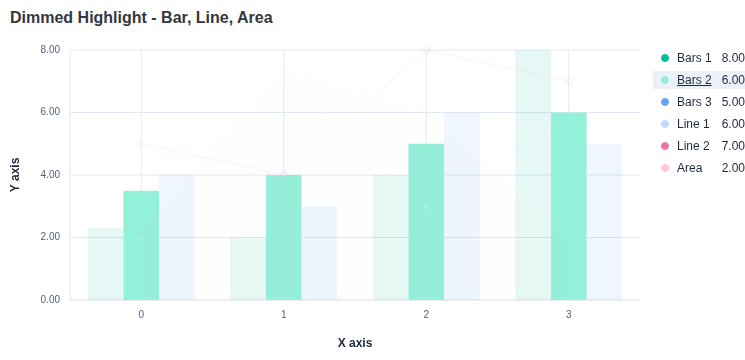 Dimmed Highlight - Bar, Line, Area
8.00
6.00
4.00
2.00
0.00
Y axis
0 1 2 3
X axis
Bars 1 8.00
Bars 2 6.00
Bars 3 5.00
Line 1 6.00
Line 2 7.00
Area 2.00